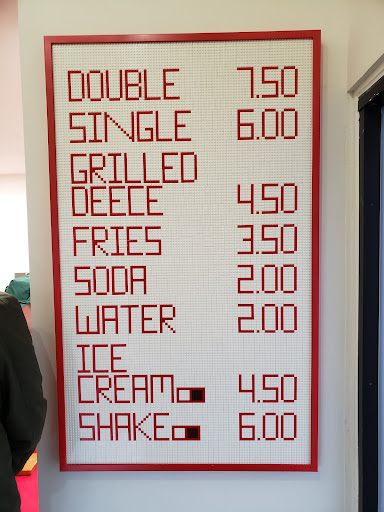 DOUBLE 7.50
SINGLE 6.00
GRILLED
DEECE 4.50
FRIES 3.50
SODA 2.00
WATER 2.00
ICE
CREAM 4.50
SHAKE 6.00